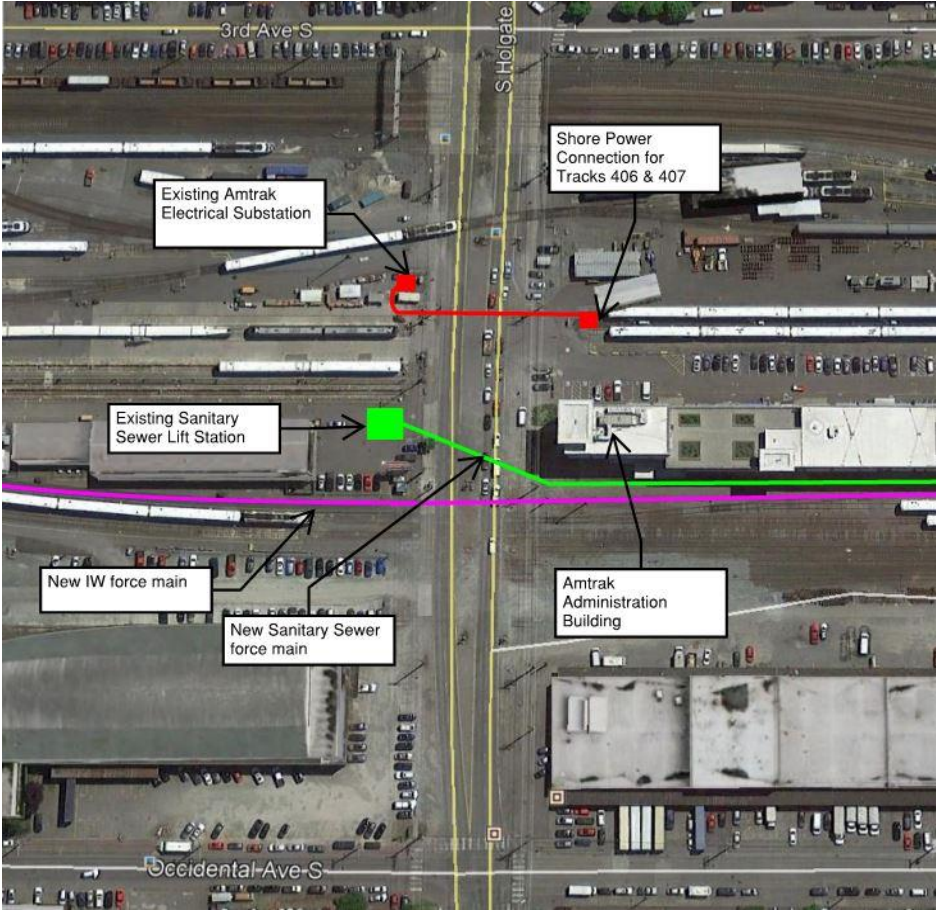 3rd Ave S
S Holgate
Shore Power
Connection for
Tracks 406 & 407
Existing Amtrak
Electrical Substation
Existing Sanitary
Sewer Lift Station
New IW force main
New Sanitary Sewer
force main
Amtrak
Administration
Building
Occidental Ave S